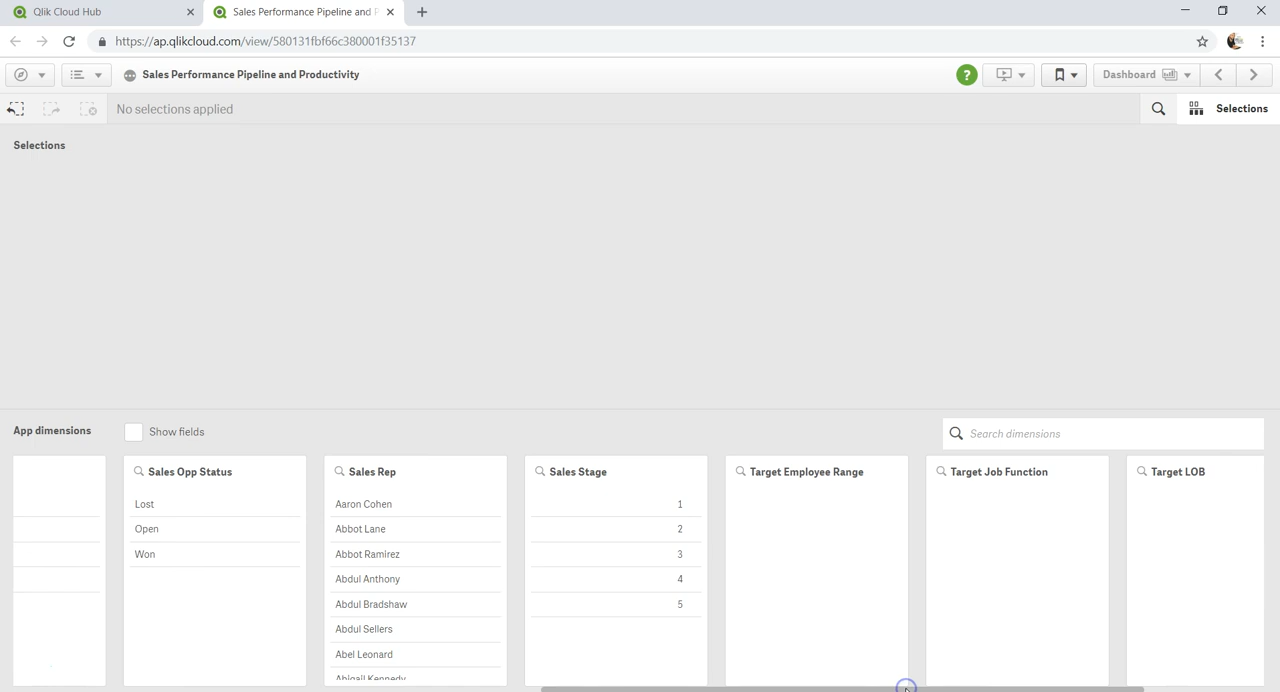 Qlik Cloud Hub
Sales Performance Pipeline and P
https://ap.qlikcloud.com/view/580131fbf66c380001f35137
Sales Performance Pipeline and Productivity
?
Dashboard
No selections applied
Selections
Selections
App dimensions
Show fields
Search dimensions
Sales Opp Status
Lost
Open
Won
Sales Rep
Aaron Cohen
Abbot Lane
Abbot Ramirez
Abdul Anthony
Abdul Bradshaw
Abdul Sellers
Abel Leonard
Abigail Kennedy
Sales Stage
1
2
3
4
5
Target Employee Range
Target Job Function
Target LOB